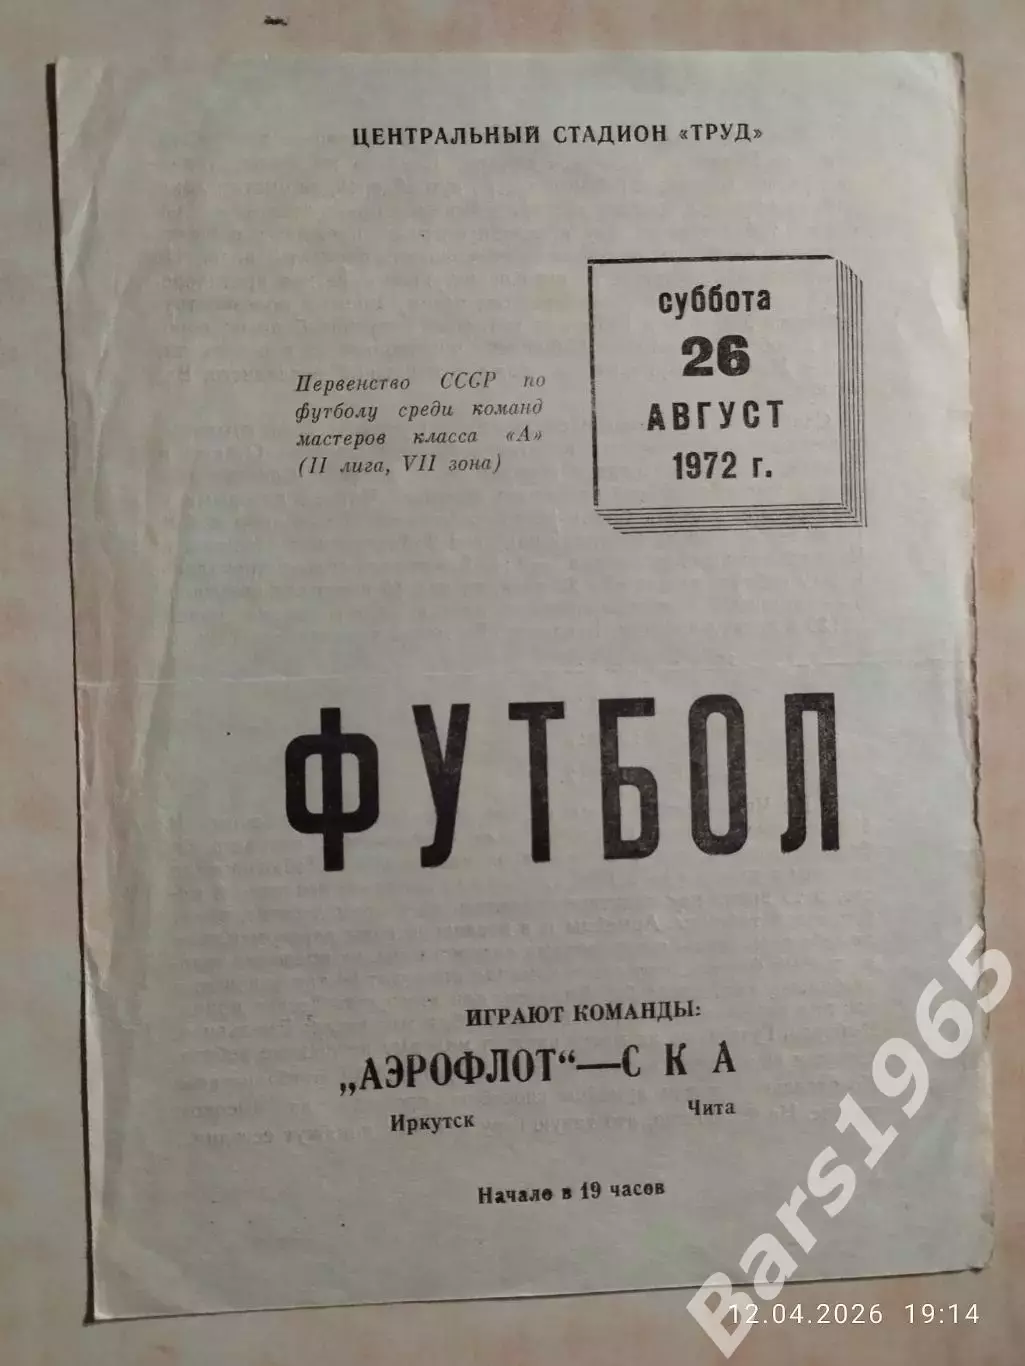 ЦЕНТРАЛЬНЫЙ СТАДИОН «ТРУД»
суббота
26
АВГУСТ
1972 г.
Первенство СССР по
футболу среди команд
мастеров класса «А»
(II лига, VII зона)
ФУТБОЛ
ИГРАЮТ КОМАНДЫ:
„АЭРОФЛОТ“—СКА
Иркутск Чита
Начало в 19 часов
Bars1965
12.04.2026 19:14